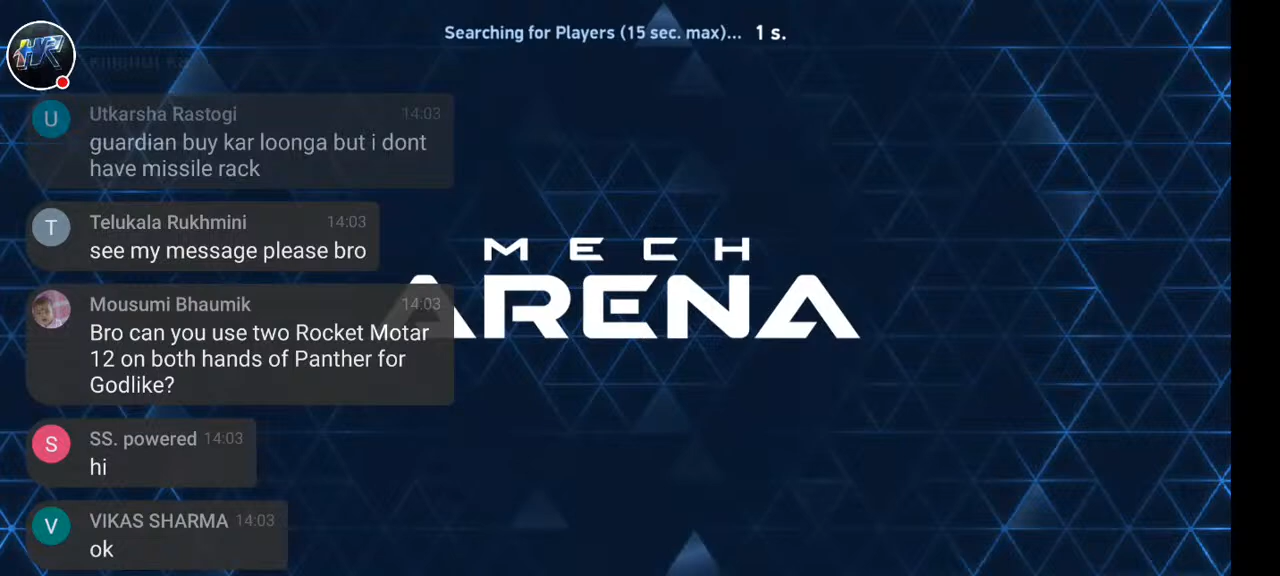 Searching for Players (15 sec. max)... 1 s.
HR
Utkarsha Rastogi 14:03
guardian buy kar loonga but i dont
have missile rack
Telukala Rukhmini 14:03
see my message please bro
Mousumi Bhaumik 14:03
Bro can you use two Rocket Motar
12 on both hands of Panther for
Godlike?
SS. powered 14:03
hi
VIKAS SHARMA 14:03
ok
MECH
ARENA
U
T
S
V